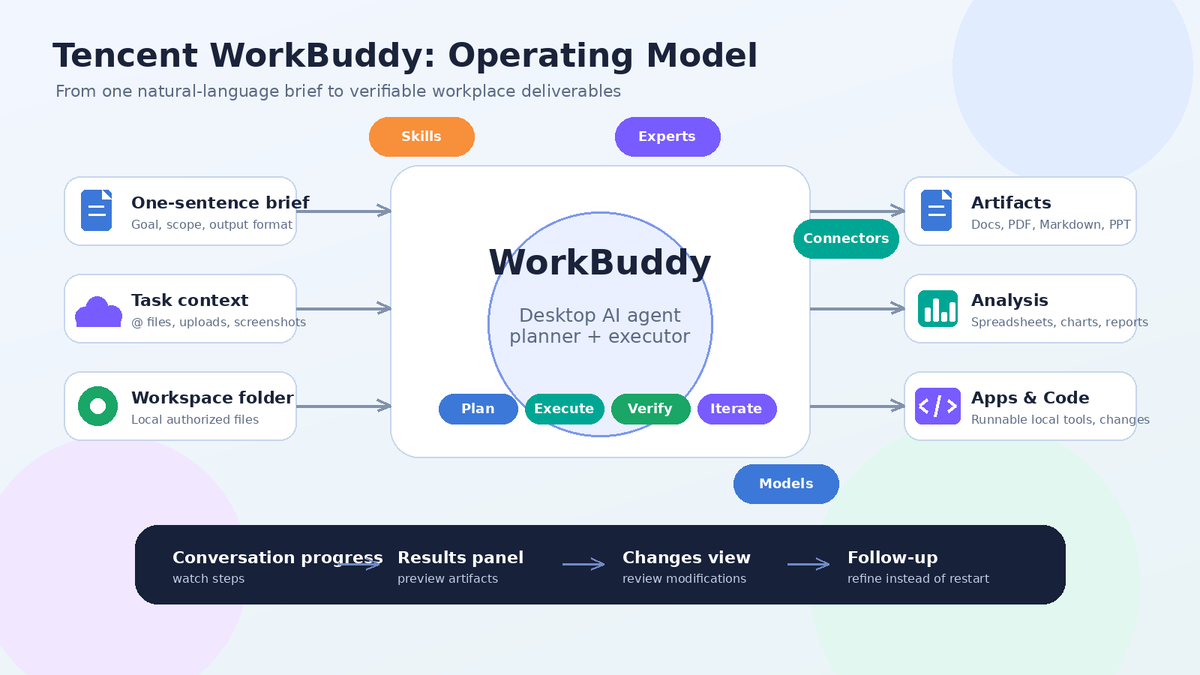 Tencent WorkBuddy: Operating Model
From one natural-language brief to verifiable workplace deliverables
Skills
Experts
One-sentence brief
Goal, scope, output format
Task context
@ files, uploads, screenshots
Workspace folder
Local authorized files
WorkBuddy
Desktop AI agent
planner + executor
Plan
Execute
Verify
Iterate
Connectors
Models
Artifacts
Docs, PDF, Markdown, PPT
Analysis
Spreadsheets, charts, reports
</>
Apps & Code
Runnable local tools, changes
Conversation progress
watch steps
Results panel
preview artifacts
Changes view
review modifications
Follow-up
refine instead of restart